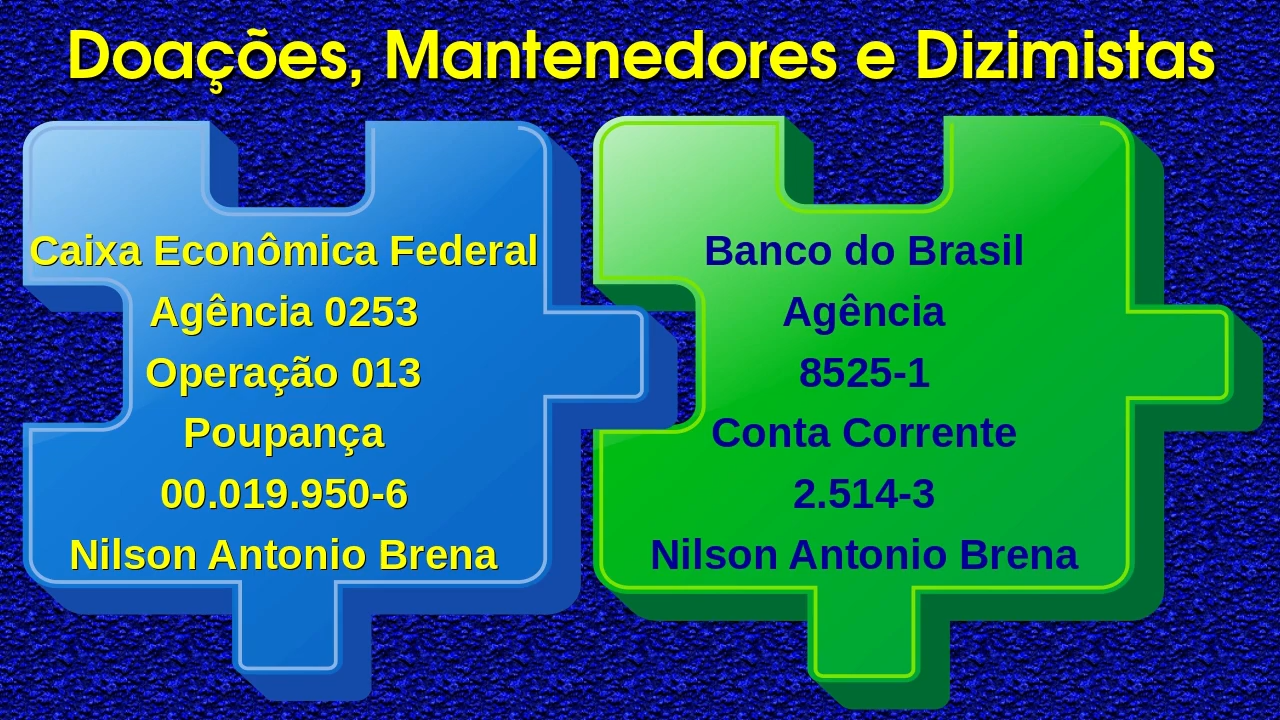 Doações, Mantenedores e Dizimistas
Caixa Econômica Federal
Agência 0253
Operação 013
Poupança
00.019.950-6
Nilson Antonio Brena
Banco do Brasil
Agência
8525-1
Conta Corrente
2.514-3
Nilson Antonio Brena